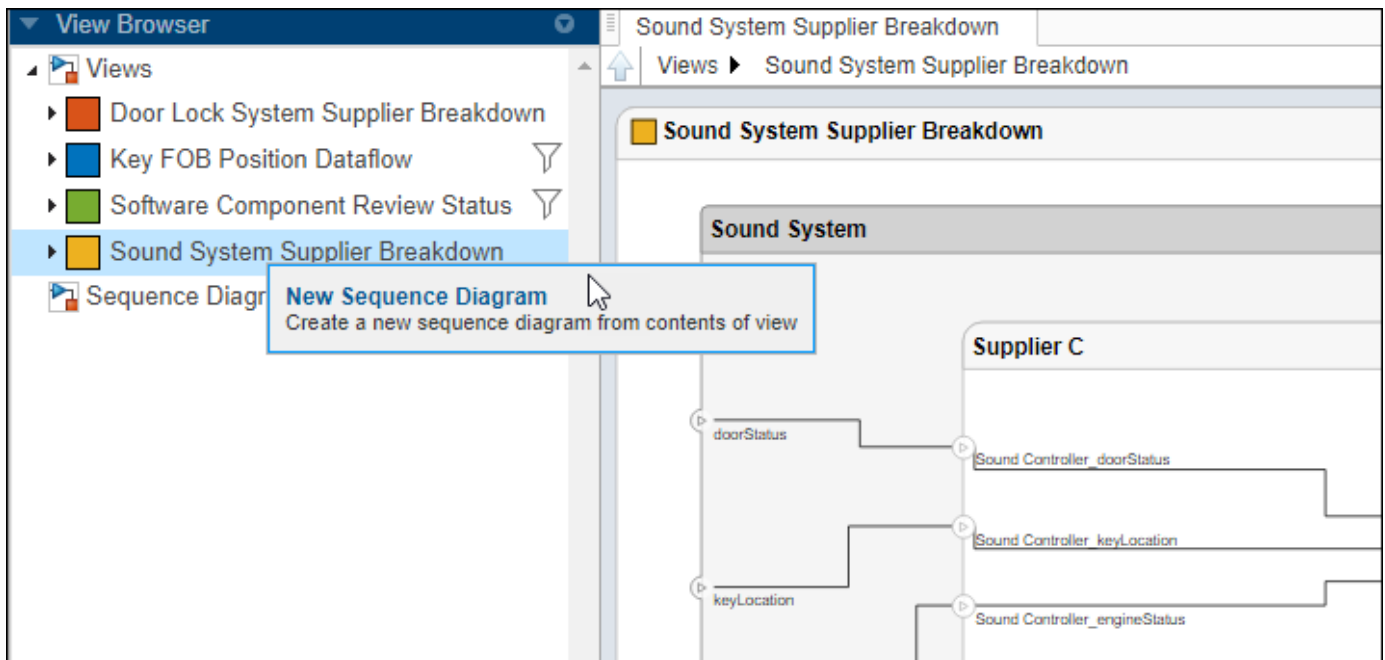 View Browser
Views
Door Lock System Supplier Breakdown
Key FOB Position Dataflow
Software Component Review Status
Sound System Supplier Breakdown
Sequence Diagr
New Sequence Diagram
Create a new sequence diagram from contents of view
Sound System Supplier Breakdown
Views Sound System Supplier Breakdown
Sound System Supplier Breakdown
Sound System
Supplier C
doorStatus
Sound Controller_doorStatus
Sound Controller_keyLocation
keyLocation
Sound Controller_engineStatus